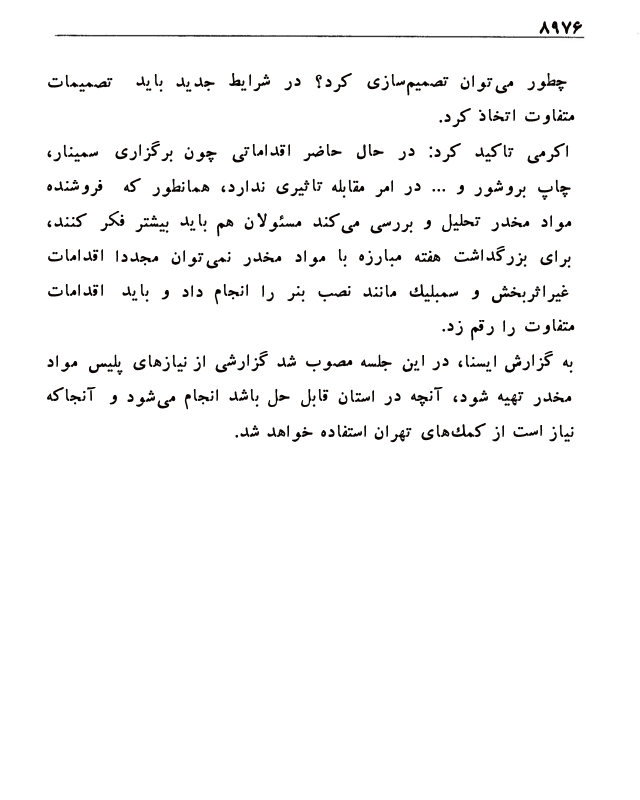 ۸۹۷۶
چطور می‌توان تصمیم‌سازی کرد؟ در شرایط جدید باید تصمیمات
متفاوت اتخاذ کرد.
اکرمی تاکید کرد: در حال حاضر اقداماتی چون برگزاری سمینار،
چاپ بروشور و ... در امر مقابله تاثیری ندارد، همانطور که فروشنده
مواد مخدر تحلیل و بررسی می‌کند مسئولان هم باید بیشتر فکر کنند،
برای بزرگداشت هفته مبارزه با مواد مخدر نمی‌توان مجددا اقدامات
غیراثربخش و سمبلیك مانند نصب بنر را انجام داد و باید اقدامات
متفاوت را رقم زد.
به گزارش ایسنا، در این جلسه مصوب شد گزارشی از نیازهای پلیس مواد
مخدر تهیه شود، آنچه در استان قابل حل باشد انجام می‌شود و آنجاکه
نیاز است از کمك‌های تهران استفاده خواهد شد.